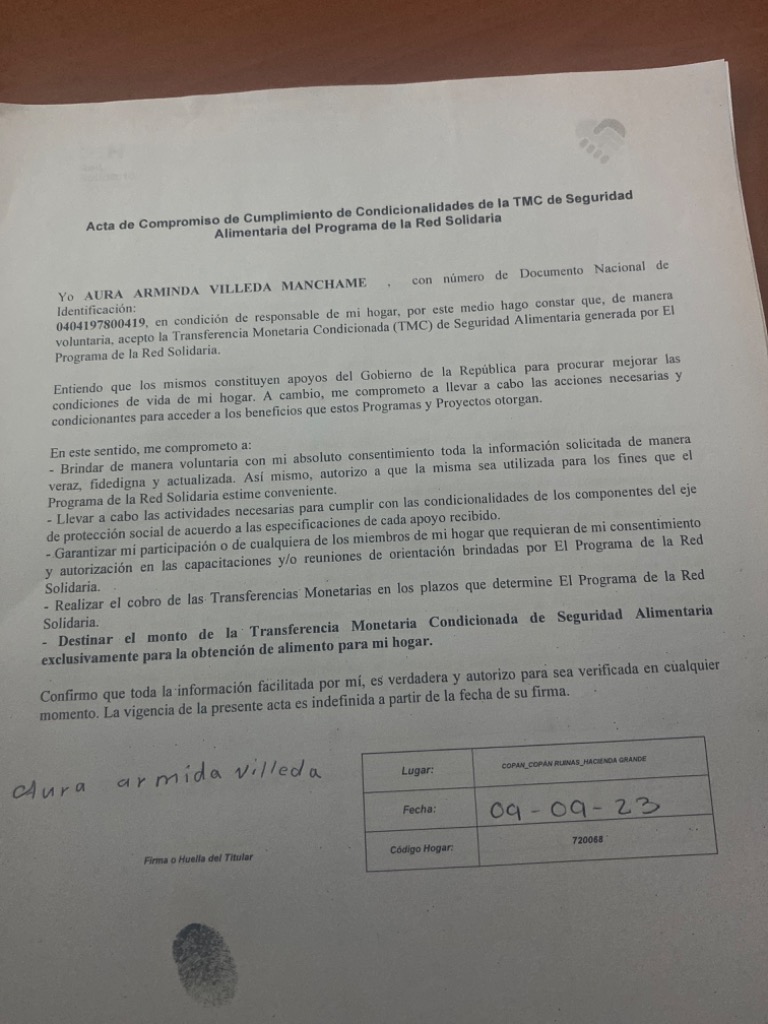 Acta de Compromiso de Cumplimiento de Condicionalidades de la TMC de Seguridad
Alimentaria del Programa de la Red Solidaria
Yo AURA ARMINDA VILLEDA MANCHAME , con número de Documento Nacional de
Identificación:
0404197800419, en condición de responsable de mi hogar, por este medio hago constar que, de manera
voluntaria, acepto la Transferencia Monetaria Condicionada (TMC) de Seguridad Alimentaria generada por El
Programa de la Red Solidaria.
Entiendo que los mismos constituyen apoyos del Gobierno de la República para procurar mejorar las
condiciones de vida de mi hogar. A cambio, me comprometo a llevar a cabo las acciones necesarias y
condicionantes para acceder a los beneficios que estos Programas y Proyectos otorgan.
En este sentido, me comprometo a:
- Brindar de manera voluntaria con mi absoluto consentimiento toda la información solicitada de manera
veraz, fidedigna y actualizada. Así mismo, autorizo a que la misma sea utilizada para los fines que el
Programa de la Red Solidaria estime conveniente.
- Llevar a cabo las actividades necesarias para cumplir con las condicionalidades de los componentes del eje
de protección social de acuerdo a las especificaciones de cada apoyo recibido.
- Garantizar mi participación o de cualquiera de los miembros de mi hogar que requieran de mi consentimiento
y autorización en las capacitaciones y/o reuniones de orientación brindadas por El Programa de la Red
Solidaria.
- Realizar el cobro de las Transferencias Monetarias en los plazos que determine El Programa de la Red
Solidaria.
- Destinar el monto de la Transferencia Monetaria Condicionada de Seguridad Alimentaria
exclusivamente para la obtención de alimento para mi hogar.
Confirmo que toda la información facilitada por mí, es verdadera y autorizo para sea verificada en cualquier
momento. La vigencia de la presente acta es indefinida a partir de la fecha de su firma.
Aura armida villeda
Firma o Huella del Titular
Lugar: COPAN_COPAN RUINAS_HACIENDA GRANDE
Fecha: 09-09-23
Código Hogar: 720068